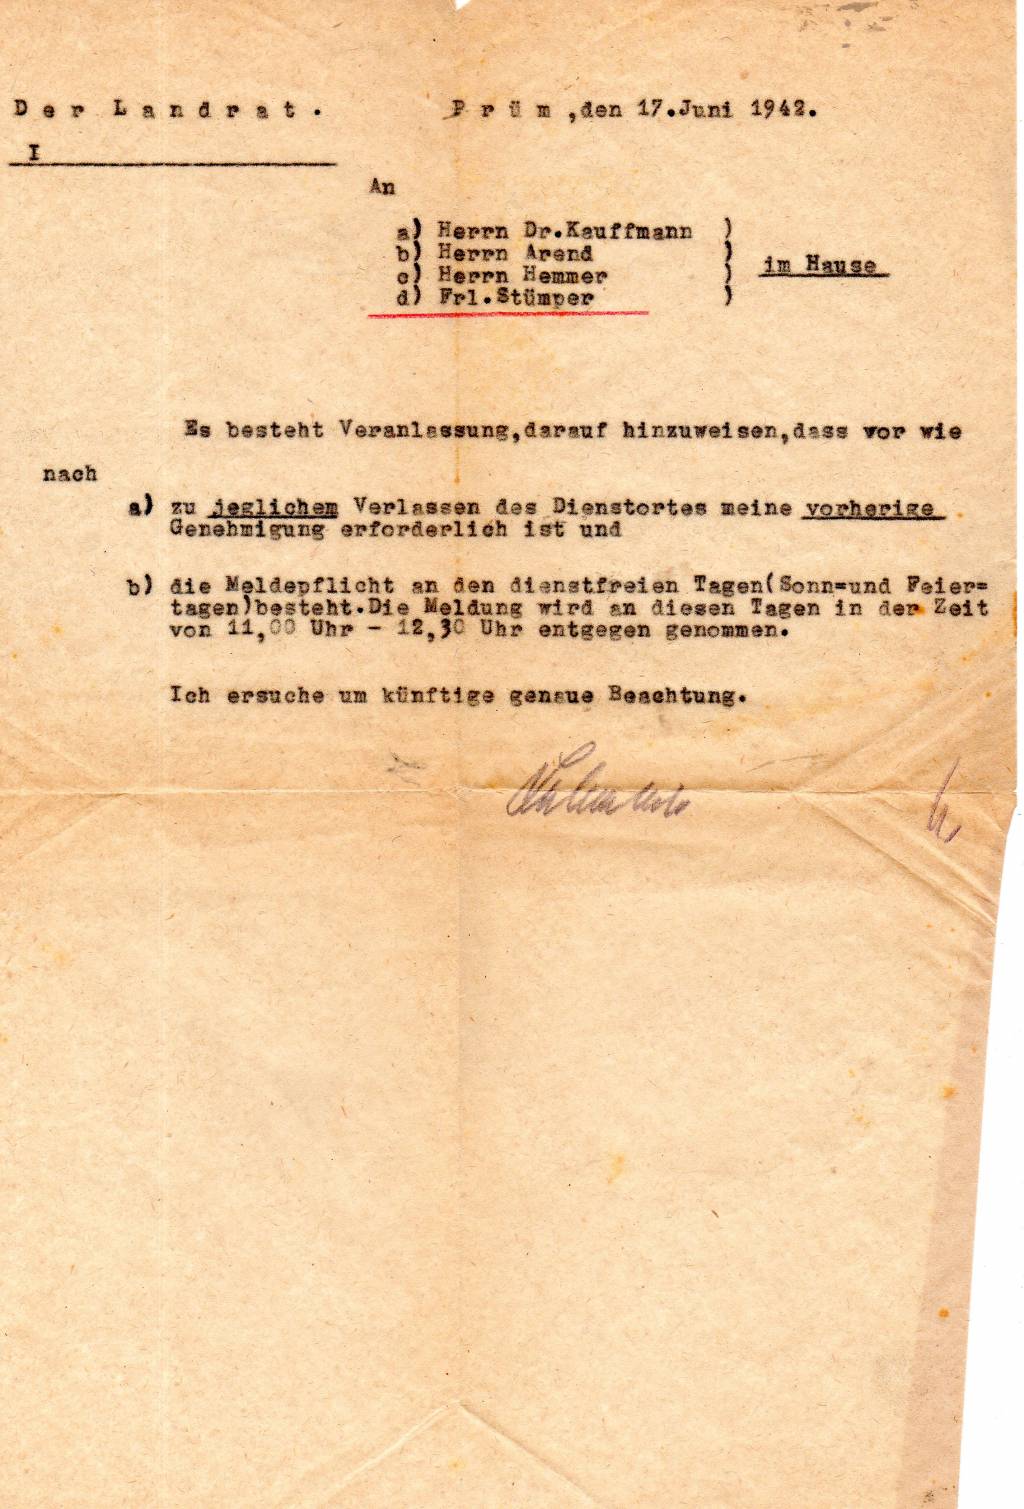 Der Landrat. Prüm,den 17.Juni 1942.
I
An
a) Herrn Dr.Kauffmann )
b) Herrn Arend )
im Hause
c) Herrn Hemmer )
d) Frl.Stümper )
Es besteht Veranlassung,darauf hinzuweisen,dass vor wie
nach
a) zu jeglichem Verlassen des Dienstortes meine vorherige
Genehmigung erforderlich ist und
b) die Meldepflicht an den dienstfreien Tagen(Sonn=und Feier=
tagen)besteht.Die Meldung wird an diesen Tagen in der Zeit
von 11,00 Uhr - 12,30 Uhr entgegen genommen.
Ich ersuche um künftige genaue Beachtung.